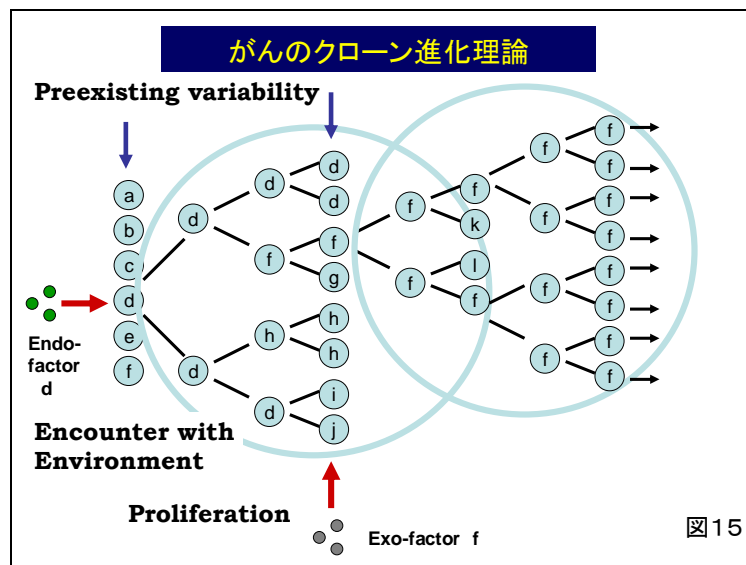 がんのクローン進化理論
Preexisting variability
a
b
c
d
e
f
d
d
d
f
h
d
d
d
f
g
h
h
i
j
f
f
f
k
l
f
f
f
f
f
f
f
f
f
f
f
f
f
Endo-
factor
d
Encounter with
Environment
Proliferation
Exo-factor f
図15